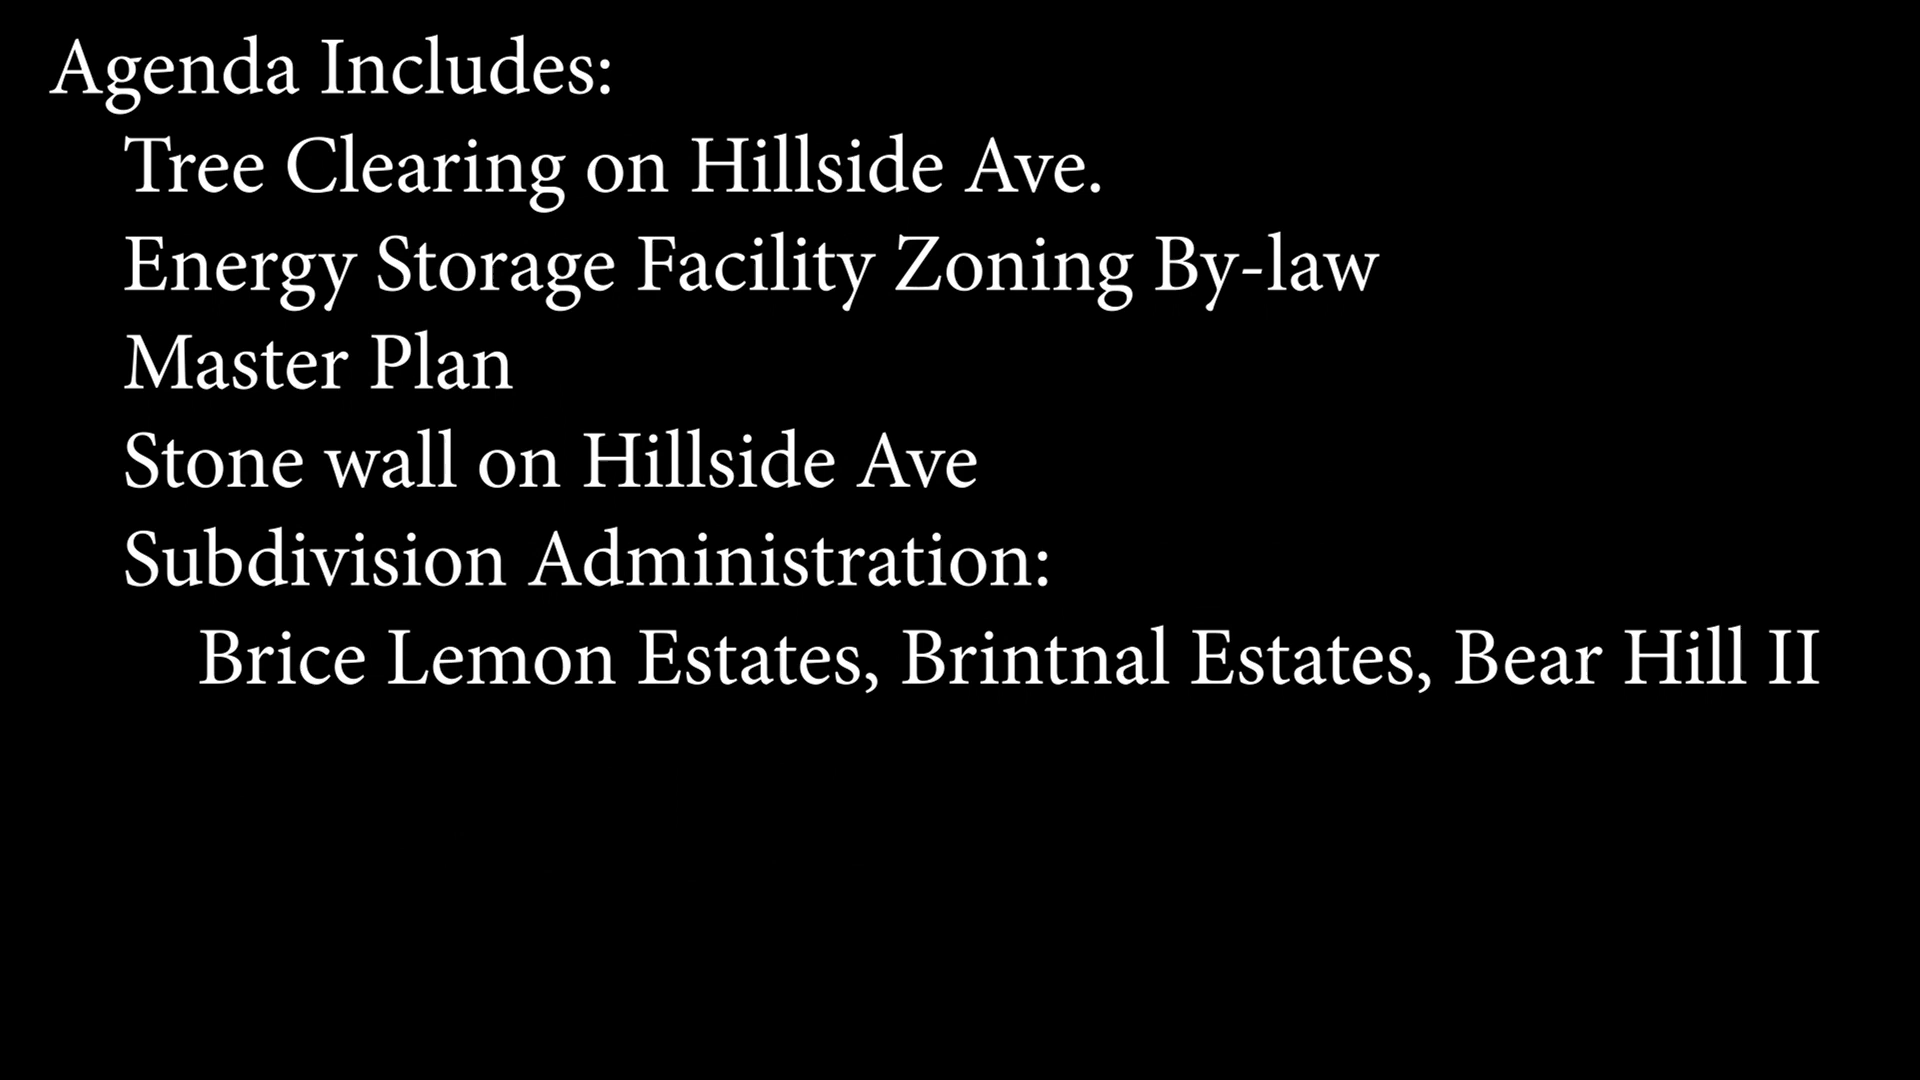 Agenda Includes:
Tree Clearing on Hillside Ave.
Energy Storage Facility Zoning By-law
Master Plan
Stone wall on Hillside Ave
Subdivision Administration:
Brice Lemon Estates, Brintnal Estates, Bear Hill II